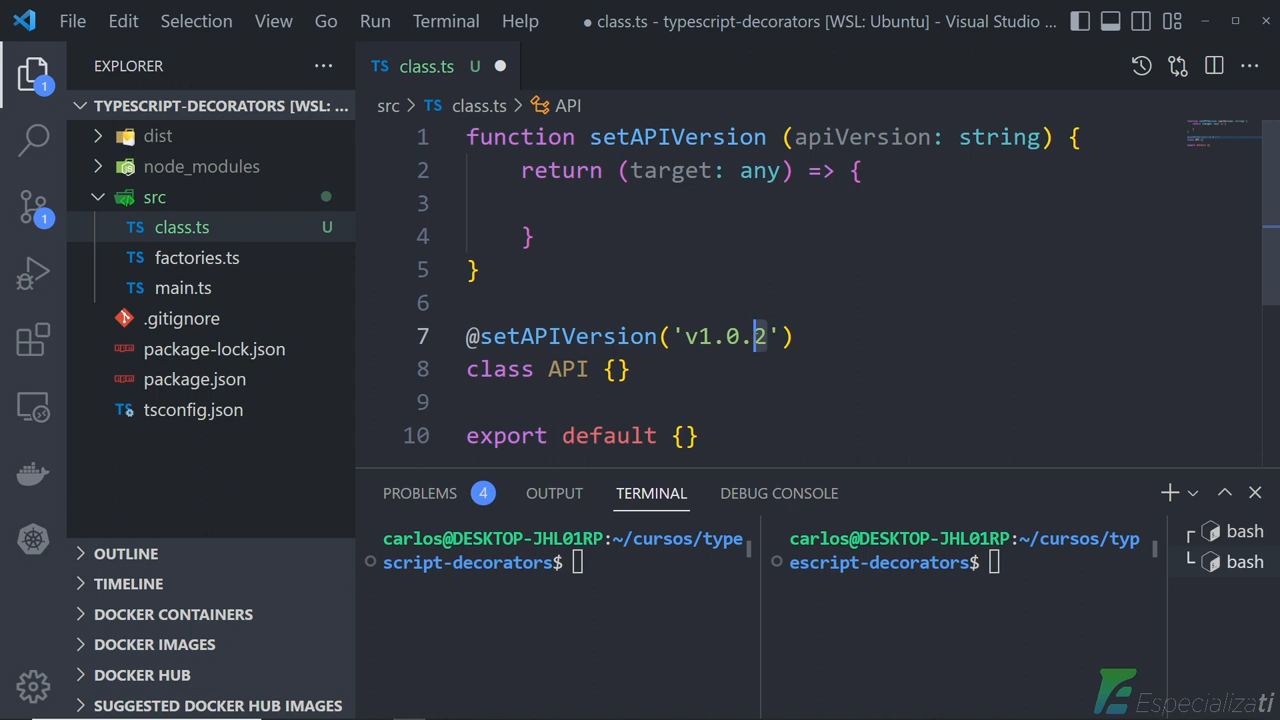 File Edit Selection View Go Run Terminal Help ● class.ts - typescript-decorators [WSL: Ubuntu] - Visual Studio ...
EXPLORER ...
TYPESCRIPT-DECORATORS [WSL: ...
dist
node_modules
src
TS class.ts U
TS factories.ts
TS main.ts
.gitignore
package-lock.json
package.json
TS tsconfig.json
OUTLINE
TIMELINE
DOCKER CONTAINERS
DOCKER IMAGES
DOCKER HUB
SUGGESTED DOCKER HUB IMAGES
1
1
TS class.ts U ●
src > TS class.ts > API
1 function setAPIVersion (apiVersion: string) {
2 return (target: any) => {
3
4 }
5 }
6
7 @setAPIVersion('v1.0.2')
8 class API {}
9
10 export default {}
PROBLEMS 4 OUTPUT TERMINAL DEBUG CONSOLE
carlos@DESKTOP-JHL01RP:~/cursos/type
script-decorators$
carlos@DESKTOP-JHL01RP:~/cursos/typ
escript-decorators$
bash
bash
Especializati